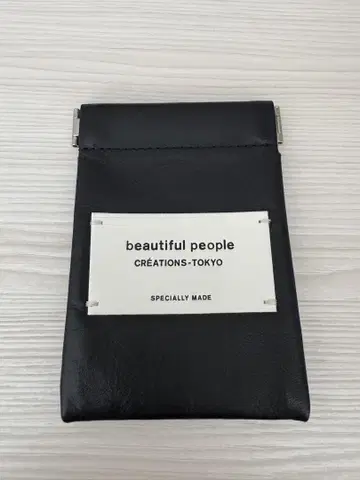 beautiful people
CRÉATIONS-TOKYO
SPECIALLY MADE